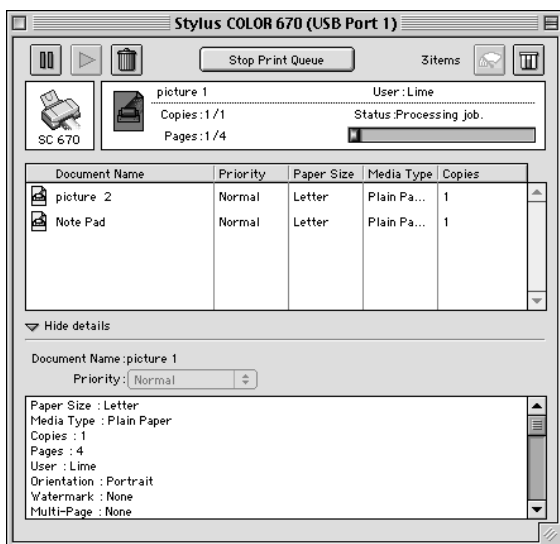 Stylus COLOR 670 (USB Port 1)
Stop Print Queue
3items
SC 670
picture 1
User :Lime
Copies :1/1
Status :Processing job.
Pages :1/4
Document Name Priority Paper Size Media Type Copies
picture 2 Normal Letter Plain Pa... 1
Note Pad Normal Letter Plain Pa... 1
Hide details
Document Name :picture 1
Priority : Normal
Paper Size : Letter
Media Type : Plain Paper
Copies : 1
Pages : 4
User : Lime
Orientation : Portrait
Watermark : None
Multi-Page : None